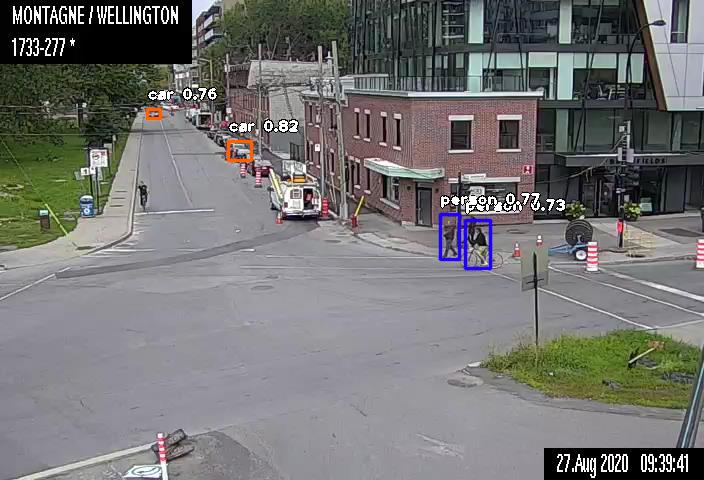 MONTAGNE / WELLINGTON
1733-277 *
car 0.76
car 0.82
person 0.77
person 0.73
27.Aug 2020 09:39:41